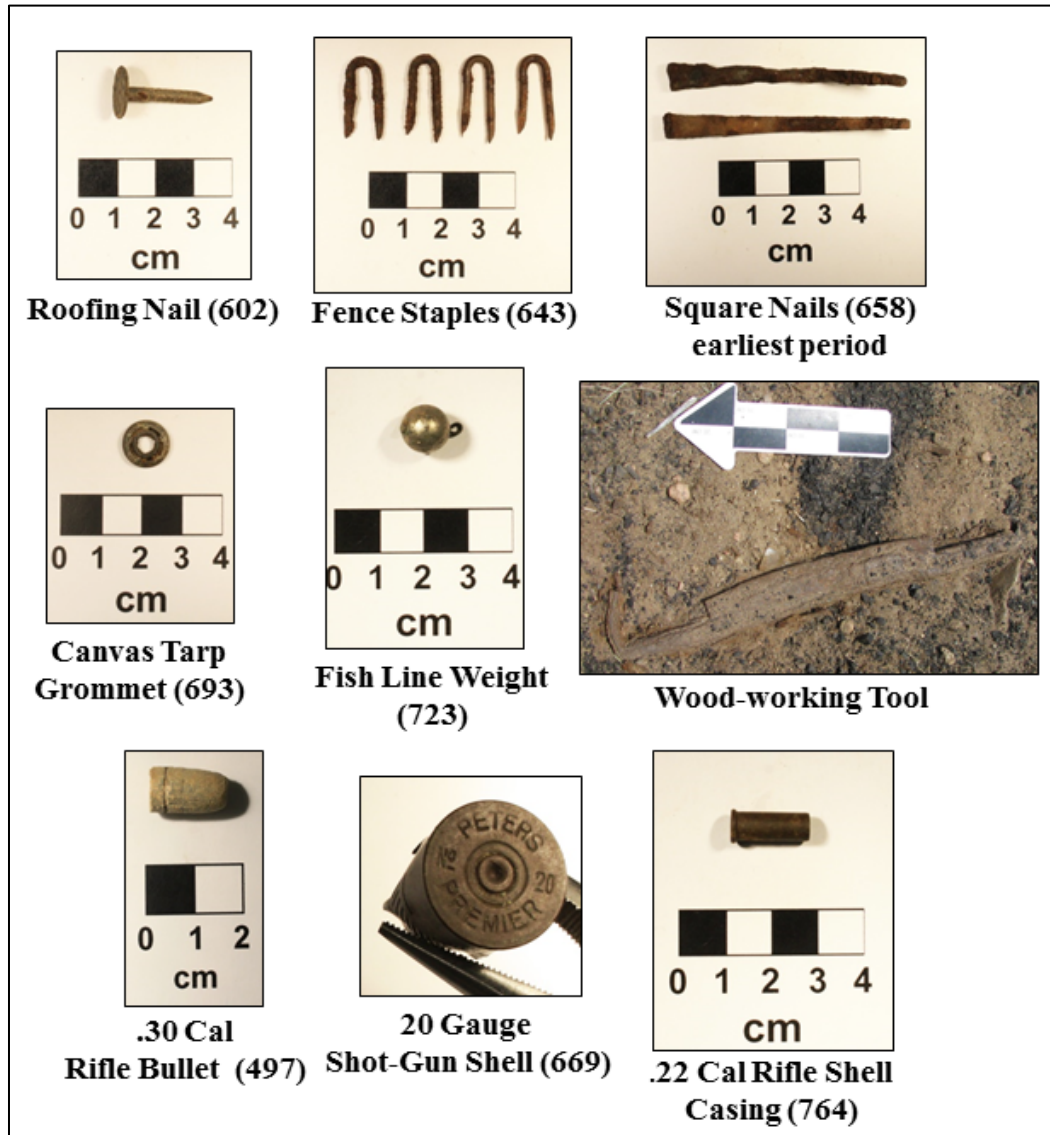 0 1 2 3 4
cm
Roofing Nail (602)
0 1 2 3 4
cm
Fence Staples (643)
0 1 2 3 4
cm
Square Nails (658)
earliest period
0 1 2 3 4
cm
Canvas Tarp
Grommet (693)
0 1 2 3 4
cm
Fish Line Weight
(723)
Wood-working Tool
0 1 2
cm
.30 Cal
Rifle Bullet (497)
PETERS
20
PREMIER
20 Gauge
Shot-Gun Shell (669)
0 1 2 3 4
cm
.22 Cal Rifle Shell
Casing (764)